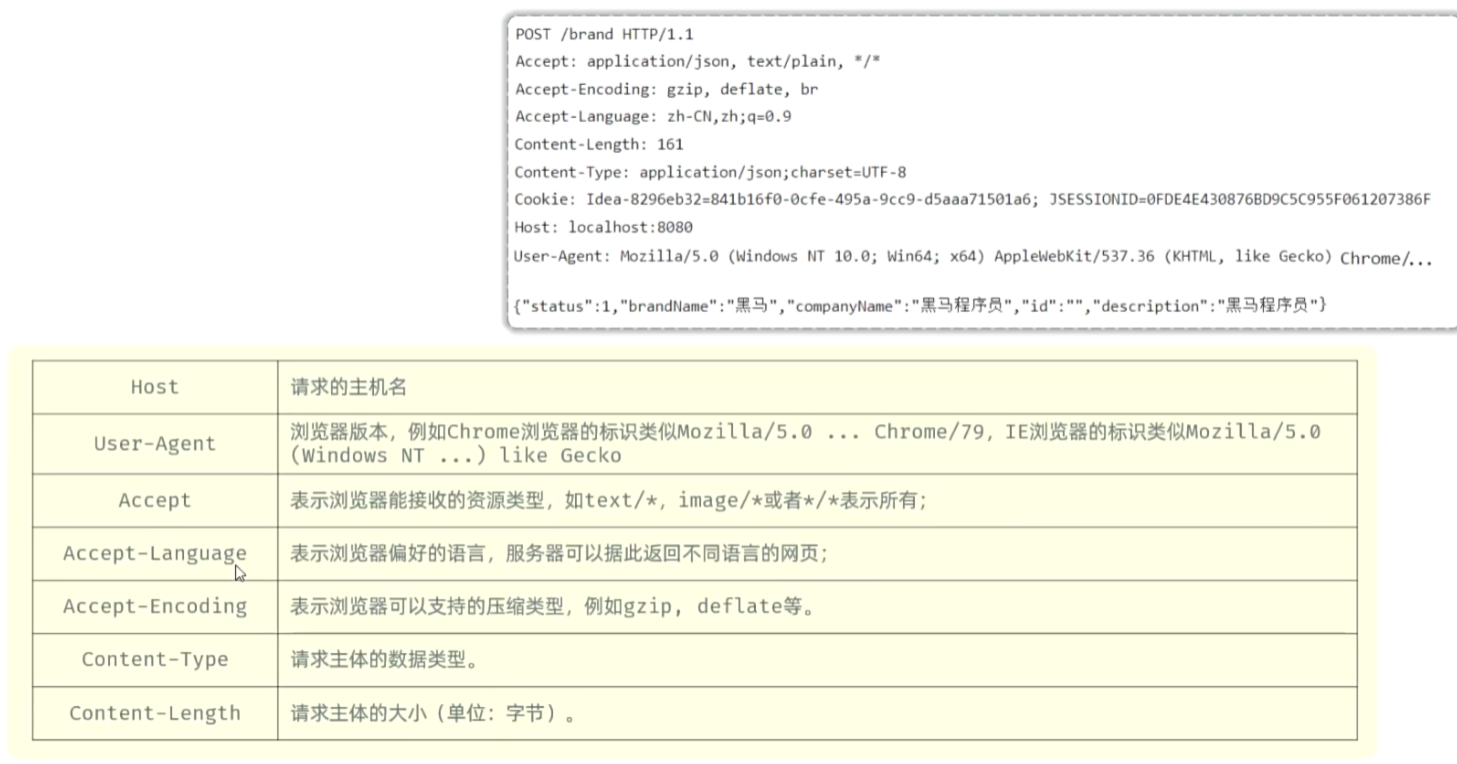 POST /brand HTTP/1.1
Accept: application/json, text/plain, */*
Accept-Encoding: gzip, deflate, br
Accept-Language: zh-CN,zh;q=0.9
Content-Length: 161
Content-Type: application/json;charset=UTF-8
Cookie: Idea-8296eb32=841b16f0-0cfe-495a-9cc9-d5aaa71501a6; JSESSIONID=0FDE4E430876BD9C5C955F061207386F
Host: localhost:8080
User-Agent: Mozilla/5.0 (Windows NT 10.0; Win64; x64) AppleWebKit/537.36 (KHTML, like Gecko) Chrome/...
{"status":1,"brandName":"黑马","companyName":"黑马程序员","id":"","description":"黑马程序员"}
Host 请求的主机名
User-Agent 浏览器版本，例如Chrome浏览器的标识类似Mozilla/5.0 ... Chrome/79，IE浏览器的标识类似Mozilla/5.0
(Windows NT ...) like Gecko
Accept 表示浏览器能接收的资源类型，如text/*，image/*或者*/*表示所有；
Accept-Language 表示浏览器偏好的语言，服务器可以据此返回不同语言的网页；
Accept-Encoding 表示浏览器可以支持的压缩类型，例如gzip, deflate等。
Content-Type 请求主体的数据类型。
Content-Length 请求主体的大小（单位：字节）。